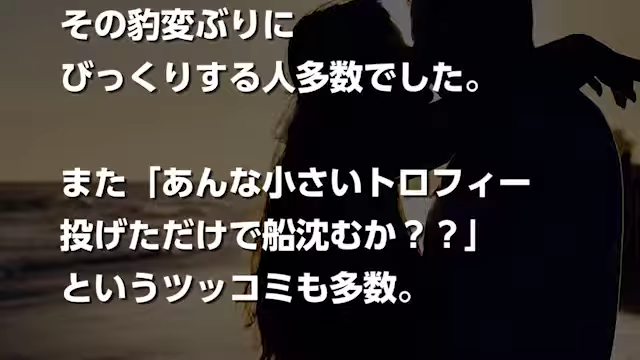 その豹変ぶりに
びっくりする人多数でした。
また「あんな小さいトロフィー
投げただけで船沈むか？？」
というツッコミも多数。